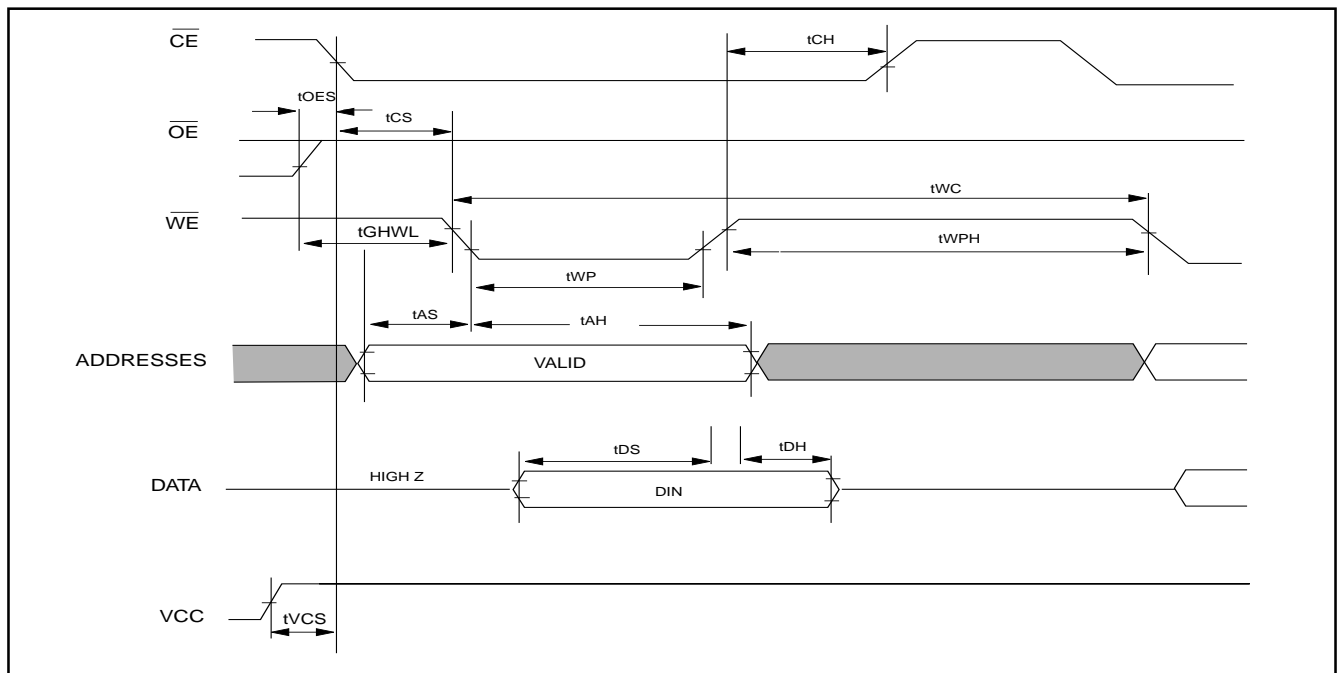 CE
tCH
tOES
tCS
OE
tWC
WE
tGHWL
tWPH
tWP
tAS
tAH
ADDRESSES
VALID
tDS
tDH
DATA
HIGH Z
DIN
VCC
tVCS